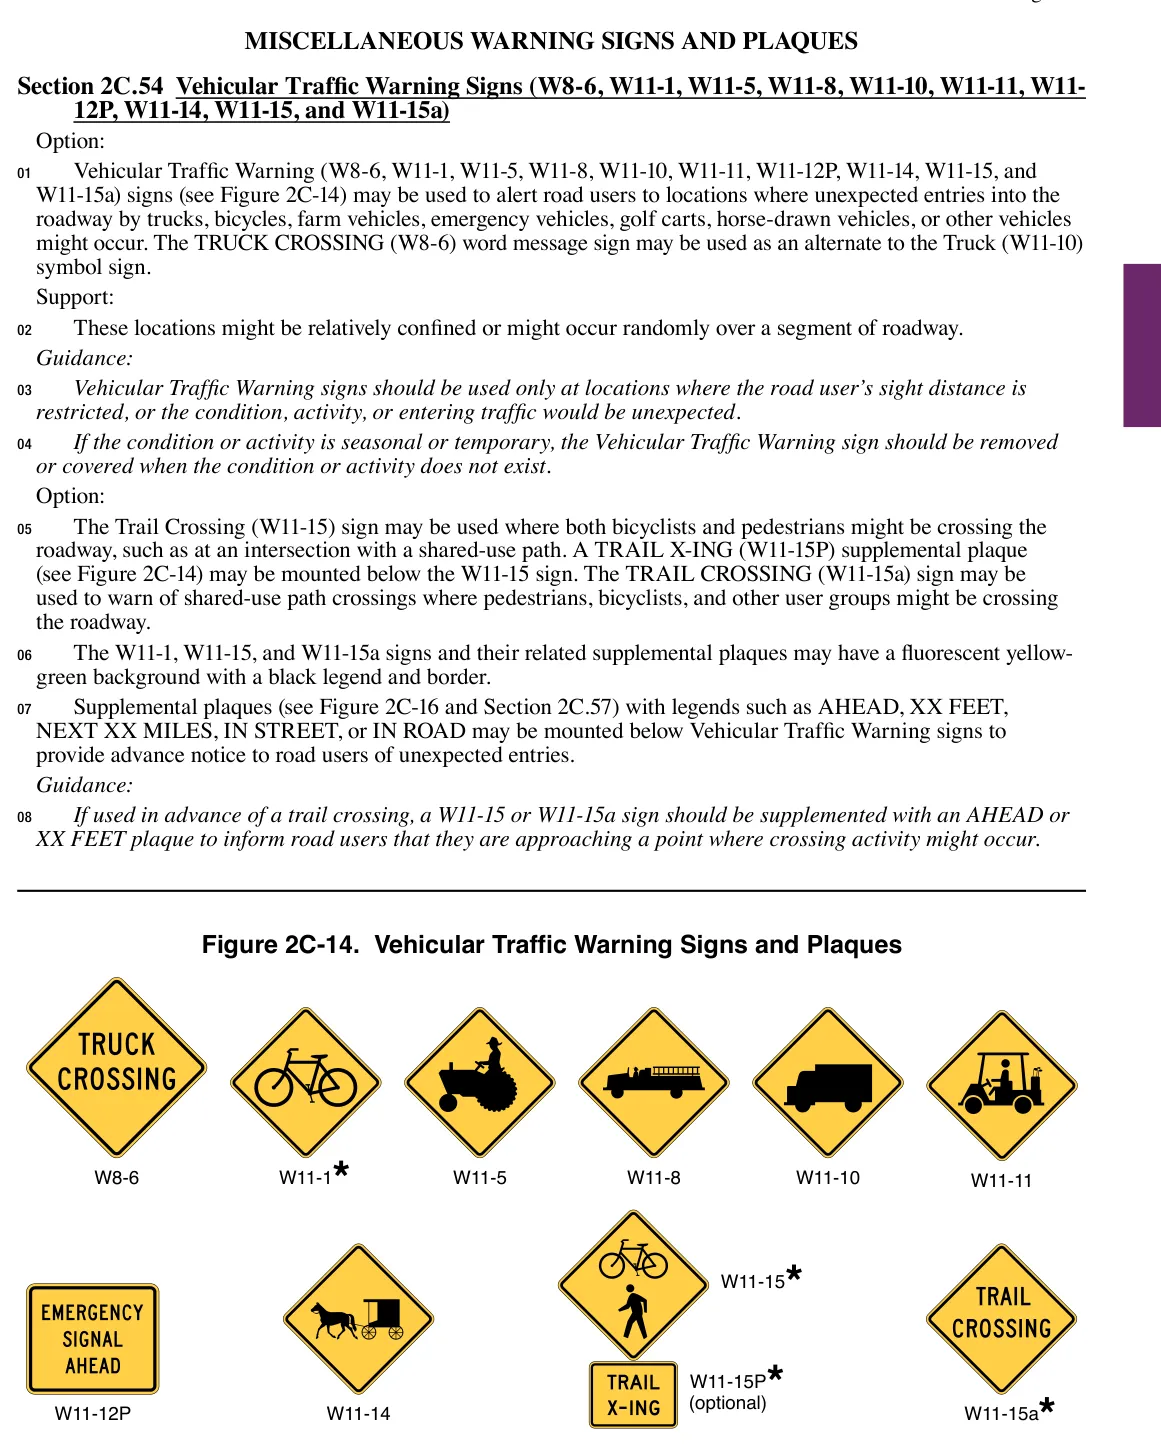 MISCELLANEOUS WARNING SIGNS AND PLAQUES
Section 2C.54 Vehicular Traffic Warning Signs (W8-6, W11-1, W11-5, W11-8, W11-10, W11-11, W11-
12P, W11-14, W11-15, and W11-15a)
Option:
01 Vehicular Traffic Warning (W8-6, W11-1, W11-5, W11-8, W11-10, W11-11, W11-12P, W11-14, W11-15, and
W11-15a) signs (see Figure 2C-14) may be used to alert road users to locations where unexpected entries into the
roadway by trucks, bicycles, farm vehicles, emergency vehicles, golf carts, horse-drawn vehicles, or other vehicles
might occur. The TRUCK CROSSING (W8-6) word message sign may be used as an alternate to the Truck (W11-10)
symbol sign.
Support:
02 These locations might be relatively confined or might occur randomly over a segment of roadway.
Guidance:
03 Vehicular Traffic Warning signs should be used only at locations where the road user’s sight distance is
restricted, or the condition, activity, or entering traffic would be unexpected.
04 If the condition or activity is seasonal or temporary, the Vehicular Traffic Warning sign should be removed
or covered when the condition or activity does not exist.
Option:
05 The Trail Crossing (W11-15) sign may be used where both bicyclists and pedestrians might be crossing the
roadway, such as at an intersection with a shared-use path. A TRAIL X-ING (W11-15P) supplemental plaque
(see Figure 2C-14) may be mounted below the W11-15 sign. The TRAIL CROSSING (W11-15a) sign may be
used to warn of shared-use path crossings where pedestrians, bicyclists, and other user groups might be crossing
the roadway.
06 The W11-1, W11-15, and W11-15a signs and their related supplemental plaques may have a fluorescent yellow-
green background with a black legend and border.
07 Supplemental plaques (see Figure 2C-16 and Section 2C.57) with legends such as AHEAD, XX FEET,
NEXT XX MILES, IN STREET, or IN ROAD may be mounted below Vehicular Traffic Warning signs to
provide advance notice to road users of unexpected entries.
Guidance:
08 If used in advance of a trail crossing, a W11-15 or W11-15a sign should be supplemented with an AHEAD or
XX FEET plaque to inform road users that they are approaching a point where crossing activity might occur.
Figure 2C-14. Vehicular Traffic Warning Signs and Plaques
TRUCK
CROSSING
W8-6
W11-1*
W11-5
W11-8
W11-10
W11-11
EMERGENCY
SIGNAL
AHEAD
W11-12P
W11-14
W11-15*
TRAIL
X-ING
W11-15P*
(optional)
TRAIL
CROSSING
W11-15a*